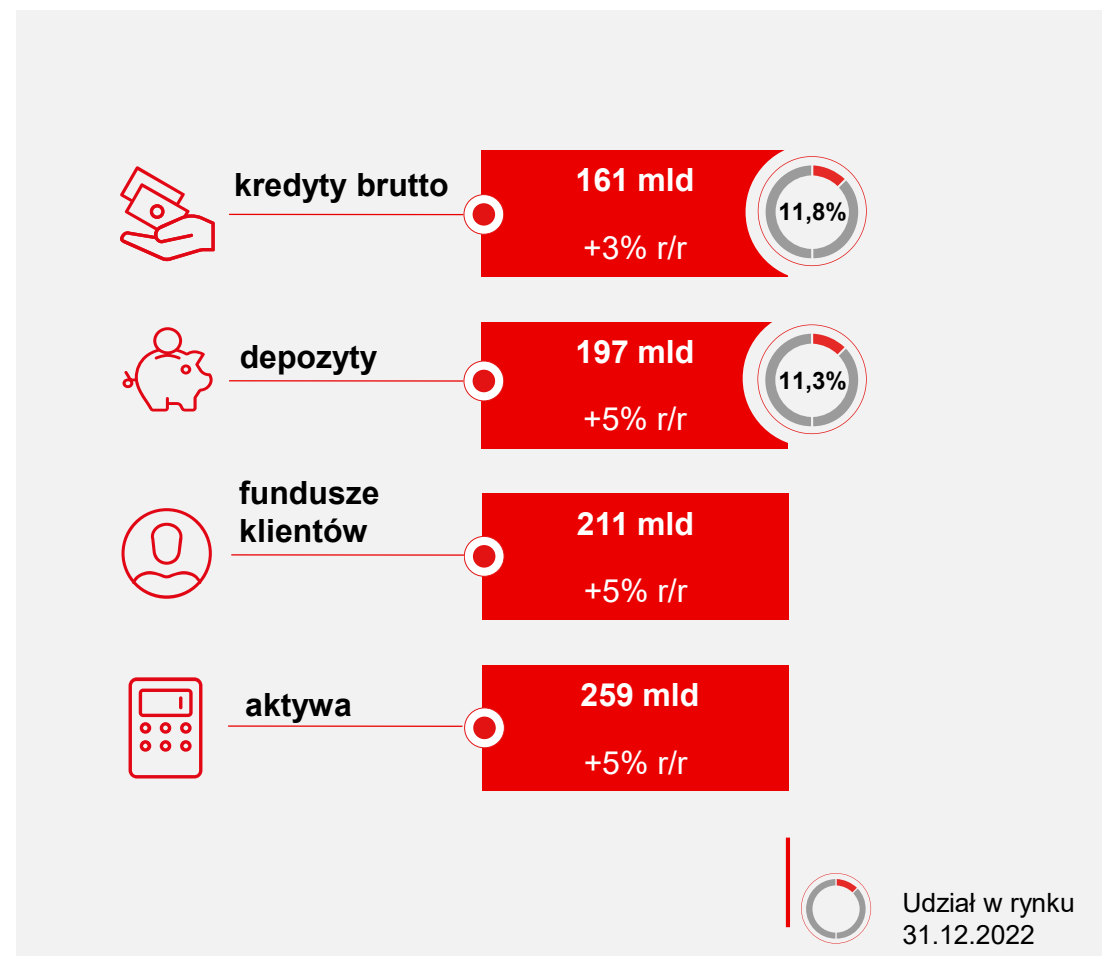 kredyty brutto
161 mld
+3% r/r
11,8%
depozyty
197 mld
+5% r/r
11,3%
fundusze
klientów
211 mld
+5% r/r
aktywa
259 mld
+5% r/r
Udział w rynku
31.12.2022